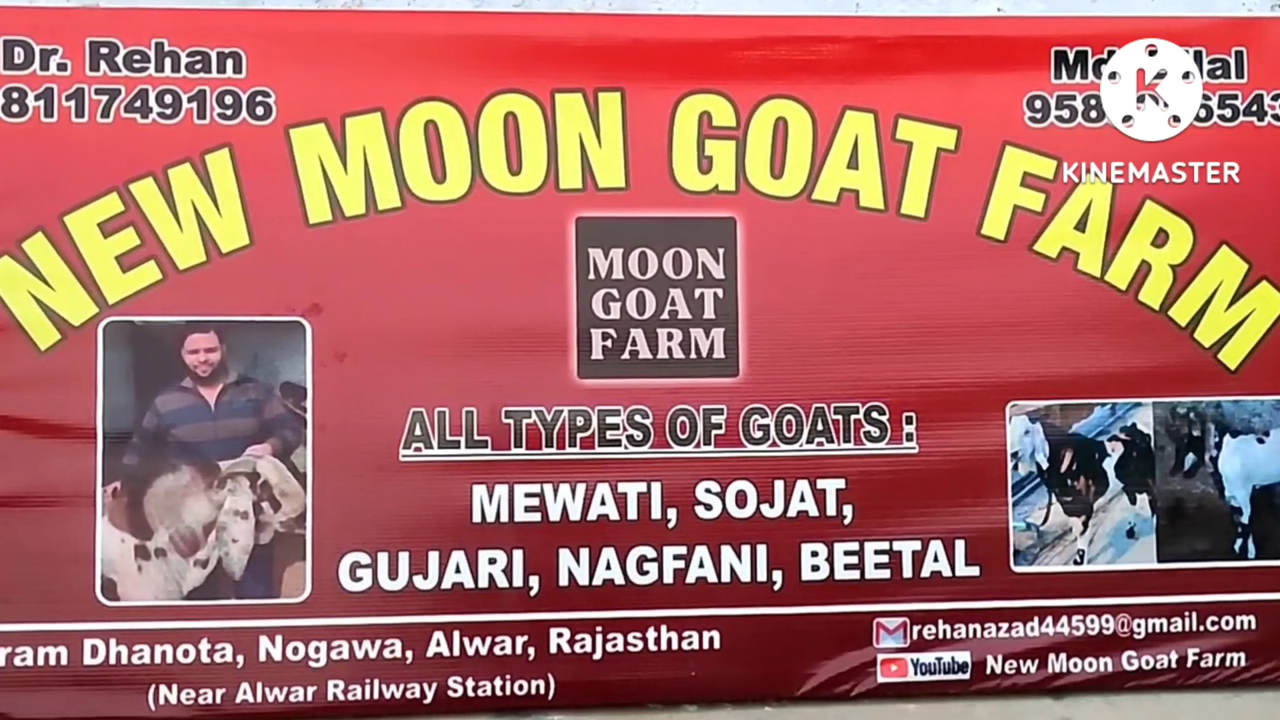 Dr. Rehan
811749196
NEW MOON GOAT FARM
KINEMASTER
MOON
GOAT
FARM
ALL TYPES OF GOATS :
MEWATI, SOJAT,
GUJARI, NAGFANI, BEETAL
ram Dhanota, Nogawa, Alwar, Rajasthan
(Near Alwar Railway Station)
rehanazad44599@gmail.com
YouTube New Moon Goat Farm